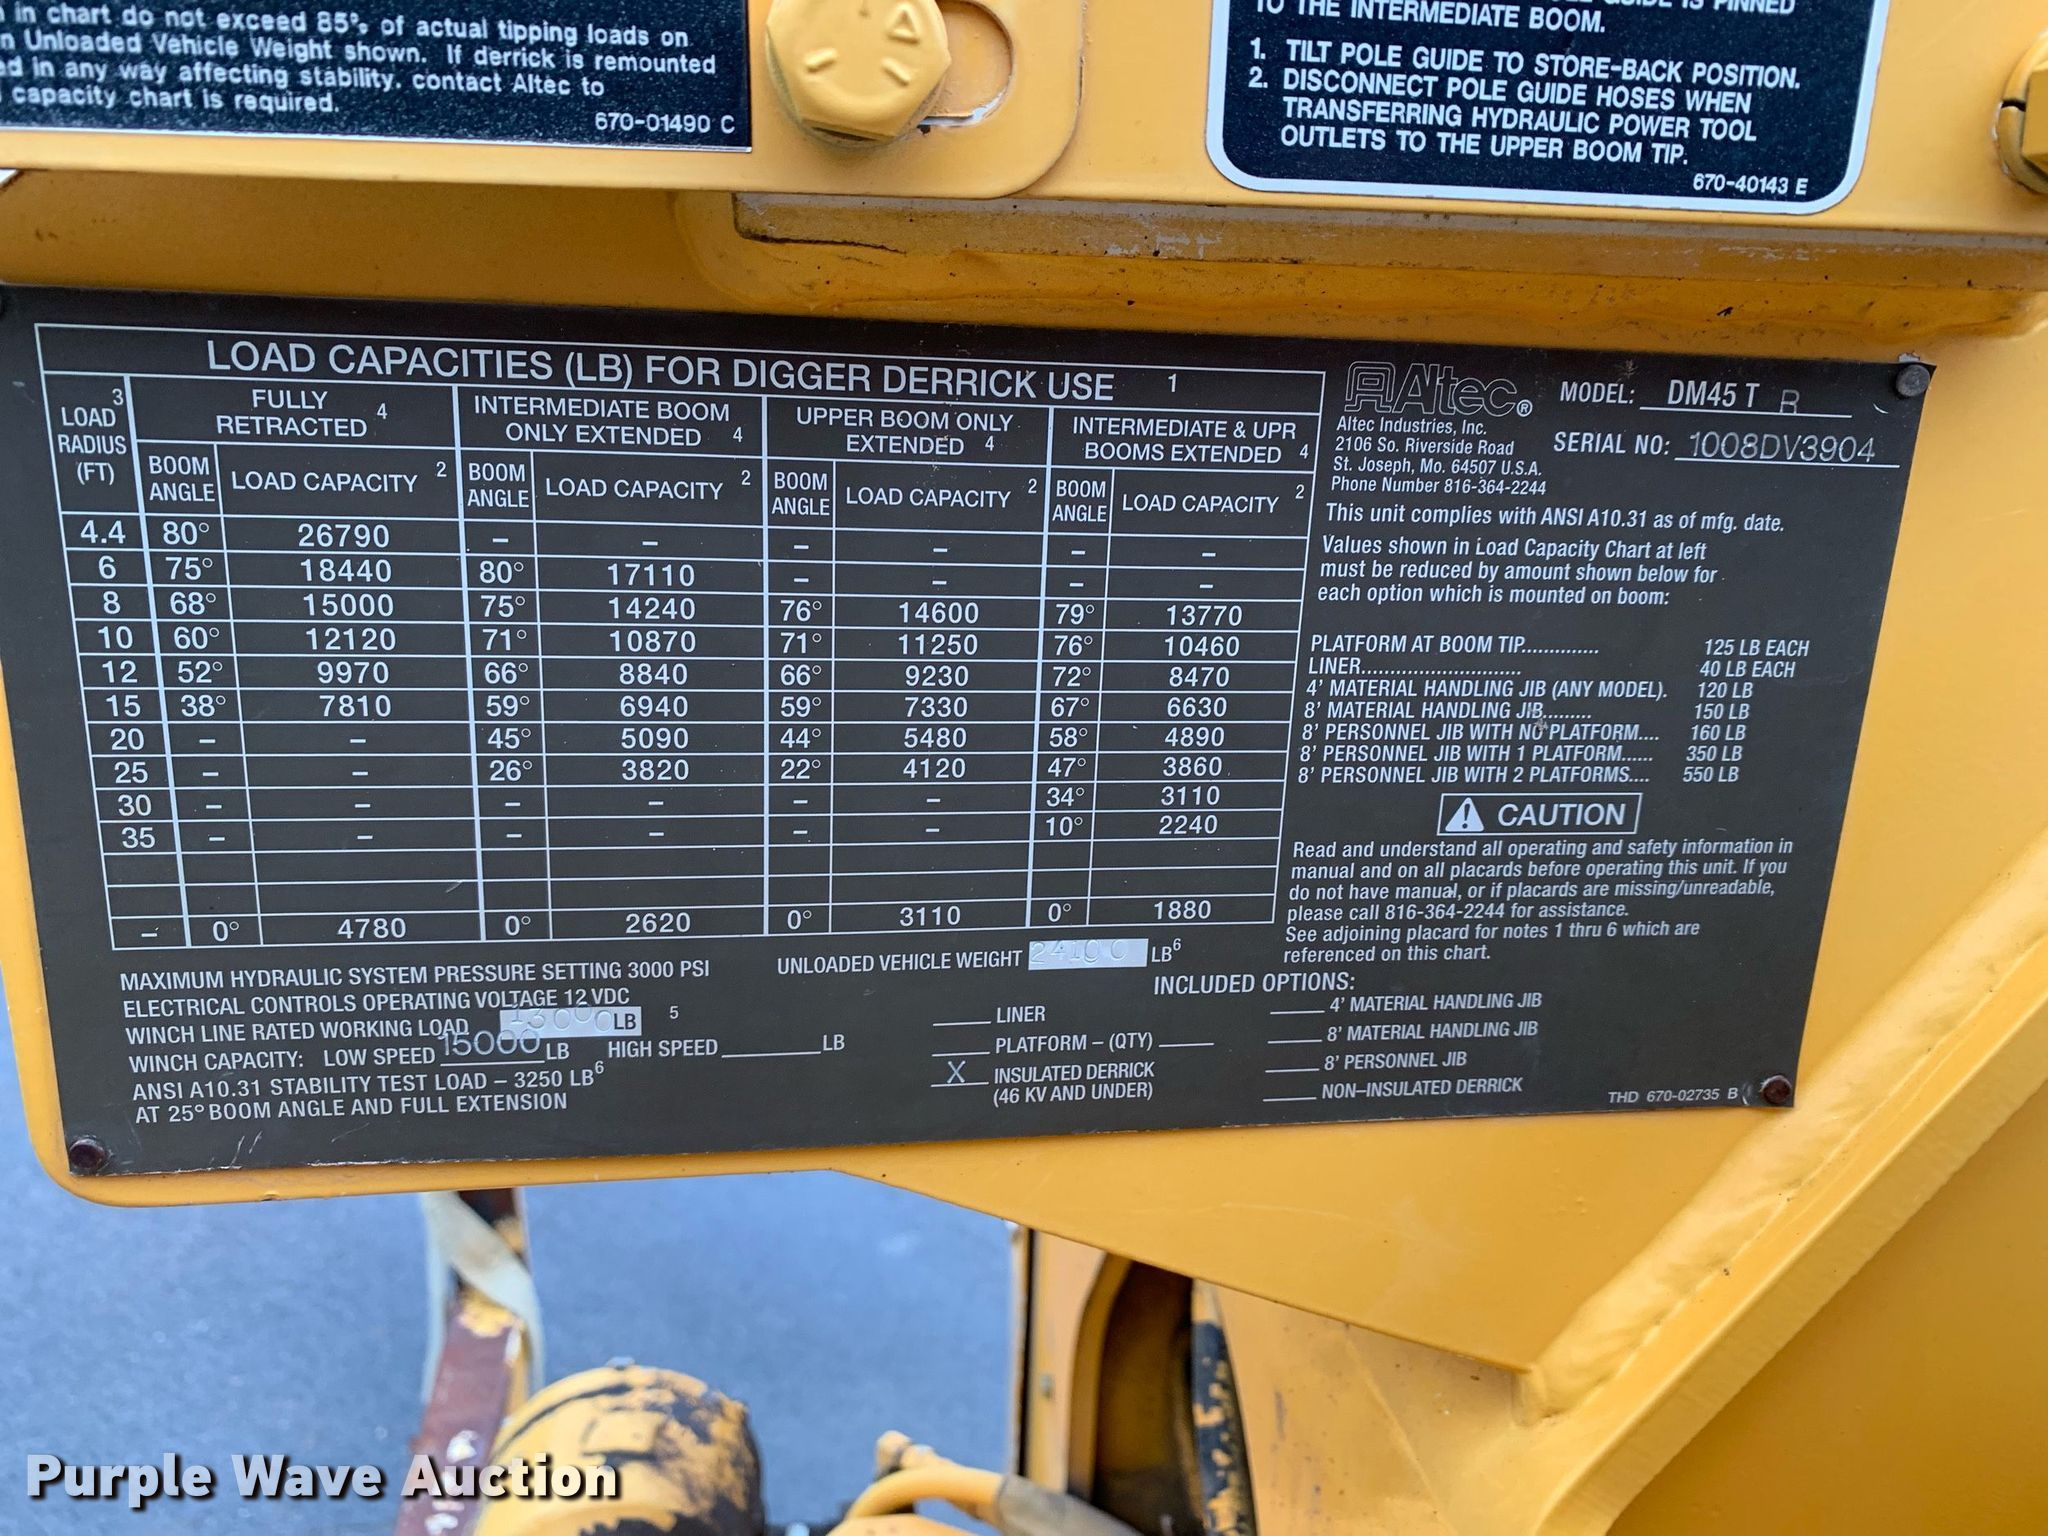 in chart do not exceed 85% of actual tipping loads on
Unloaded Vehicle Weight shown. If derrick is remounted
in any way affecting stability, contact Altec to
capacity chart is required.
670-01490 C
GUIDE IS PINNED
TO THE INTERMEDIATE BOOM.
1. TILT POLE GUIDE TO STORE-BACK POSITION.
2. DISCONNECT POLE GUIDE HOSES WHEN
TRANSFERRING HYDRAULIC POWER TOOL
OUTLETS TO THE UPPER BOOM TIP.
670-40143 E
LOAD CAPACITIES (LB) FOR DIGGER DERRICK USE 1
LOAD RADIUS (FT) 3
FULLY RETRACTED 4
INTERMEDIATE BOOM ONLY EXTENDED 4
UPPER BOOM ONLY EXTENDED 4
INTERMEDIATE & UPR BOOMS EXTENDED 4
BOOM ANGLE LOAD CAPACITY 2 BOOM ANGLE LOAD CAPACITY 2 BOOM ANGLE LOAD CAPACITY 2 BOOM ANGLE LOAD CAPACITY 2
4.4 80° 26790 – – – – – –
6 75° 18440 80° 17110 – – – –
8 68° 15000 75° 14240 76° 14600 79° 13770
10 60° 12120 71° 10870 71° 11250 76° 10460
12 52° 9970 66° 8840 66° 9230 72° 8470
15 38° 7810 59° 6940 59° 7330 67° 6630
20 – – 45° 5090 44° 5480 58° 4890
25 – – 26° 3820 22° 4120 47° 3860
30 – – – – – – 34° 3110
35 – – – – – – 10° 2240
– 0° 4780 0° 2620 0° 3110 0° 1880
MAXIMUM HYDRAULIC SYSTEM PRESSURE SETTING 3000 PSI
ELECTRICAL CONTROLS OPERATING VOLTAGE 12 VDC
WINCH LINE RATED WORKING LOAD 13000 LB 5
WINCH CAPACITY: LOW SPEED 15000 LB HIGH SPEED LB
ANSI A10.31 STABILITY TEST LOAD – 3250 LB 6
AT 25° BOOM ANGLE AND FULL EXTENSION
UNLOADED VEHICLE WEIGHT 24100 LB 6
INCLUDED OPTIONS:
LINER
PLATFORM – (QTY)
X INSULATED DERRICK
(46 KV AND UNDER)
4' MATERIAL HANDLING JIB
8' MATERIAL HANDLING JIB
8' PERSONNEL JIB
NON–INSULATED DERRICK
Altec®
Altec Industries, Inc.
2106 So. Riverside Road
St. Joseph, Mo. 64507 U.S.A.
Phone Number 816-364-2244
MODEL: DM45 T R
SERIAL NO: 1008DV3904
This unit complies with ANSI A10.31 as of mfg. date.
Values shown in Load Capacity Chart at left
must be reduced by amount shown below for
each option which is mounted on boom:
PLATFORM AT BOOM TIP.............. 125 LB EACH
LINER............................. 40 LB EACH
4' MATERIAL HANDLING JIB (ANY MODEL). 120 LB
8' MATERIAL HANDLING JIB......... 150 LB
8' PERSONNEL JIB WITH NO PLATFORM.... 160 LB
8' PERSONNEL JIB WITH 1 PLATFORM...... 350 LB
8' PERSONNEL JIB WITH 2 PLATFORMS.... 550 LB
CAUTION
Read and understand all operating and safety information in
manual and on all placards before operating this unit. If you
do not have manual, or if placards are missing/unreadable,
please call 816-364-2244 for assistance.
See adjoining placard for notes 1 thru 6 which are
referenced on this chart.
THD 670-02735 B
Purple Wave Auction